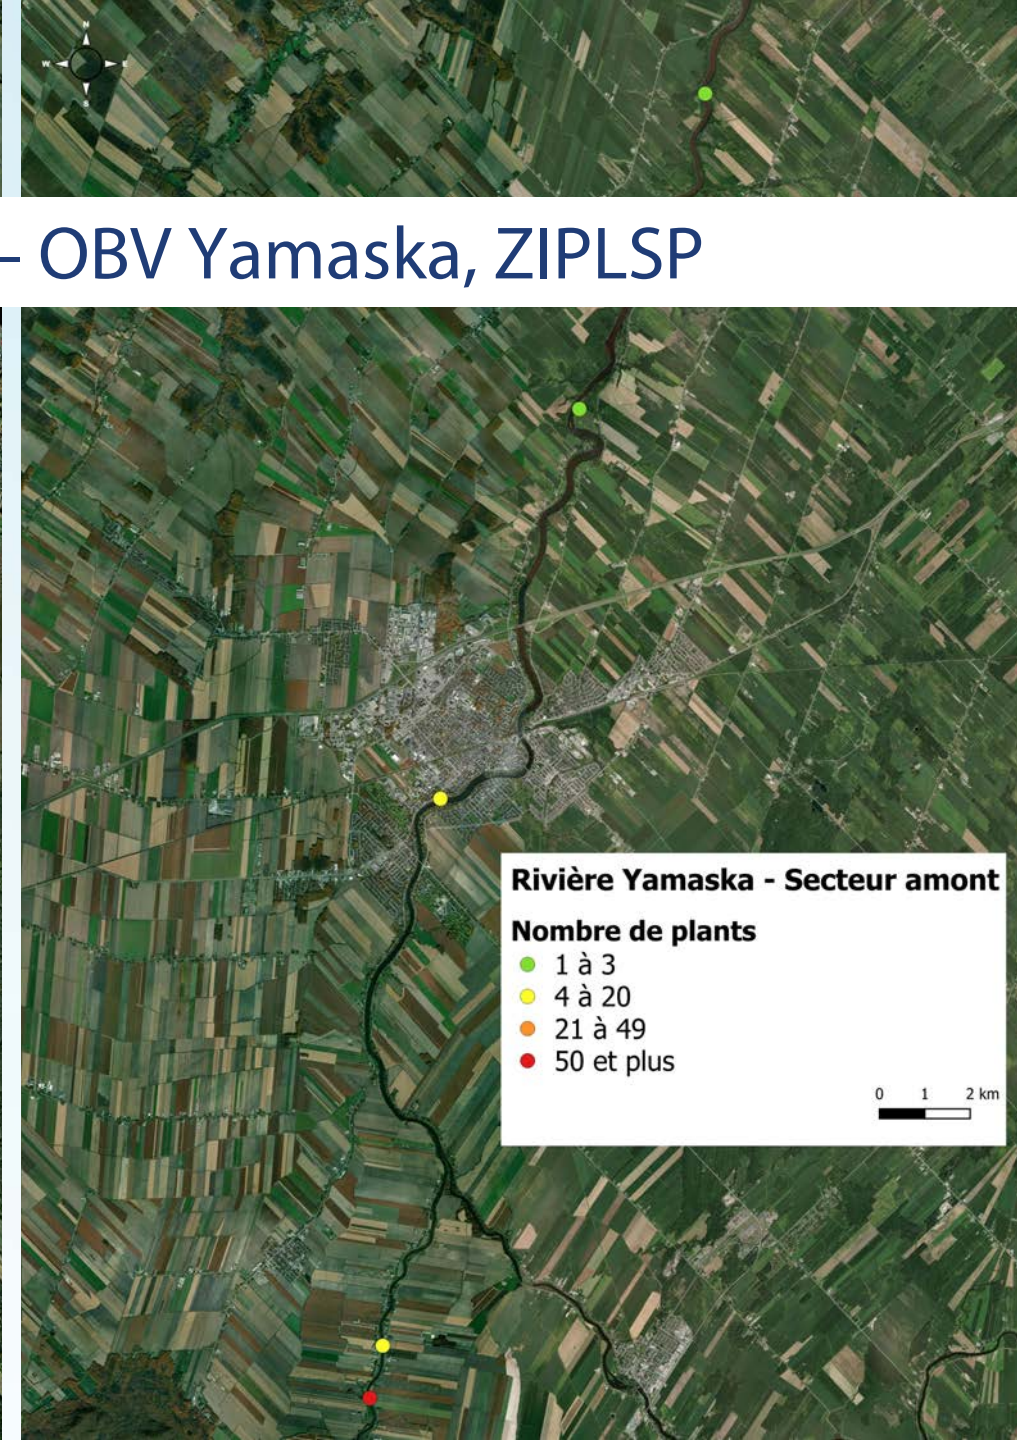 N
W E
S
– OBV Yamaska, ZIPLSP
Rivière Yamaska - Secteur amont
Nombre de plants
1 à 3
4 à 20
21 à 49
50 et plus
0 1 2 km